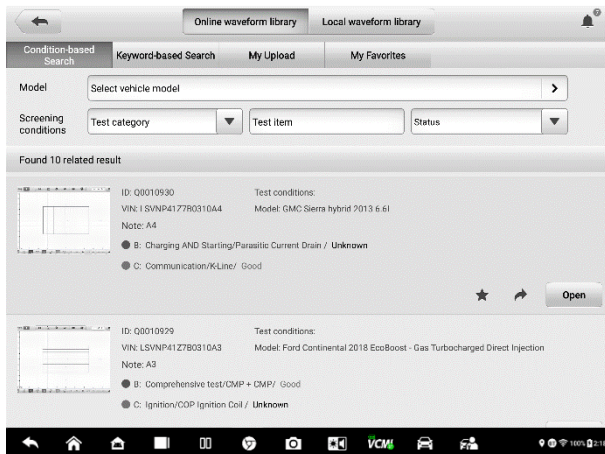 Online waveform library
Local waveform library
Condition-based
Search
Keyword-based Search
My Upload
My Favorites
Model
Select vehicle model
Screening
conditions
Test category
Test item
Status
Found 10 related result
ID: Q0010930
Test conditions:
VIN: LSVNP41Z7B0310A4
Model: GMC Sierra hybrid 2013 6.6l
Note: A4
B: Charging AND Starting/Parasitic Current Drain / Unknown
C: Communication/K-Line/ Good
Open
ID: Q0010929
Test conditions:
VIN: LSVNP41Z7B0310A3
Model: Ford Continental 2018 EcoBoost - Gas Turbocharged Direct Injection
Note: A3
B: Comprehensive test/CMP + CMP/ Good
C: Ignition/COP Ignition Coil / Unknown
VCMI
100%